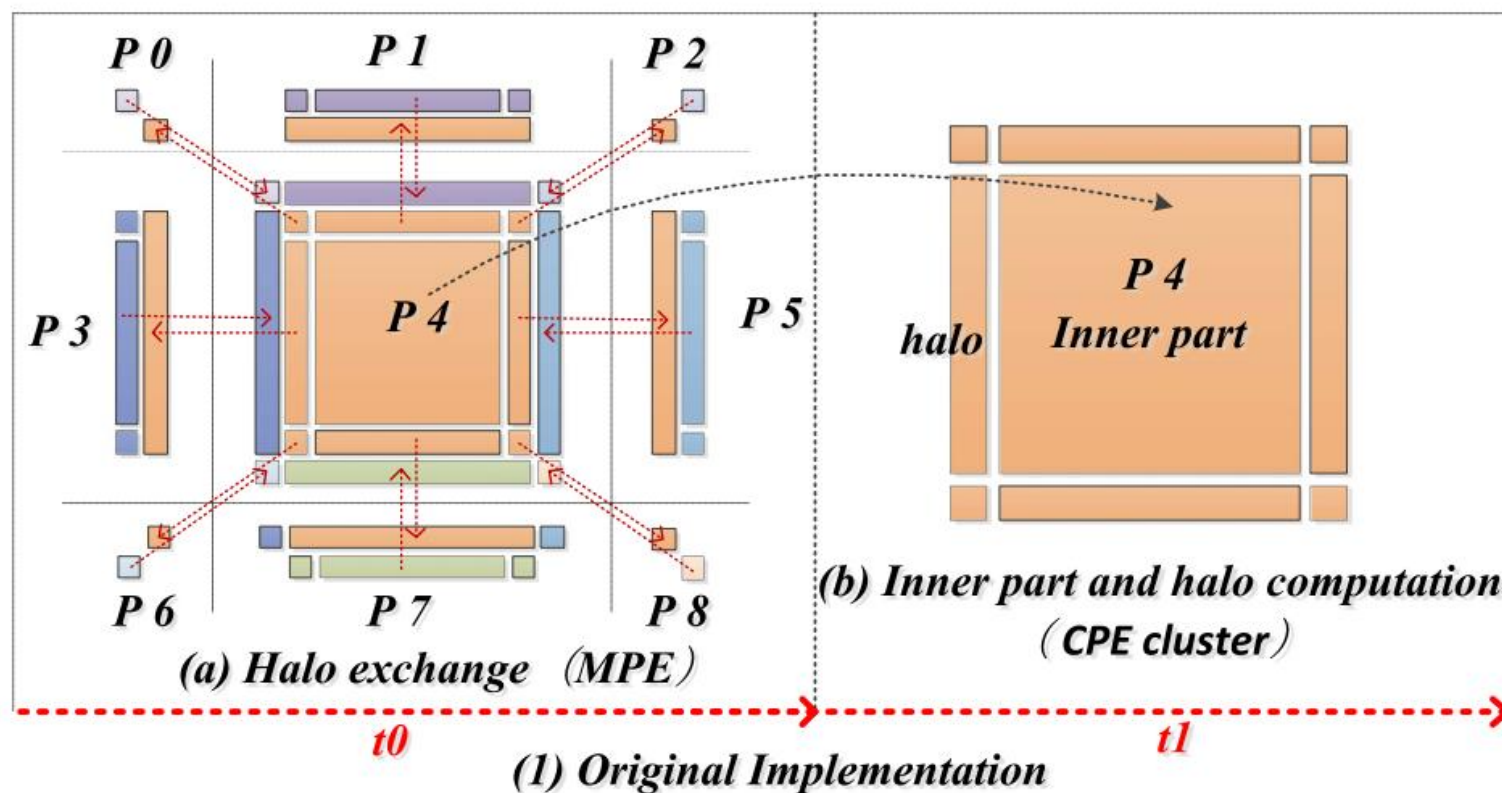 P 0
P 1
P 2
P 3
P 4
P 5
P 6
P 7
P 8
(a) Halo exchange（MPE）
P 4
halo
Inner part
(b) Inner part and halo computation
（CPE cluster）
t0
t1
(1) Original Implementation